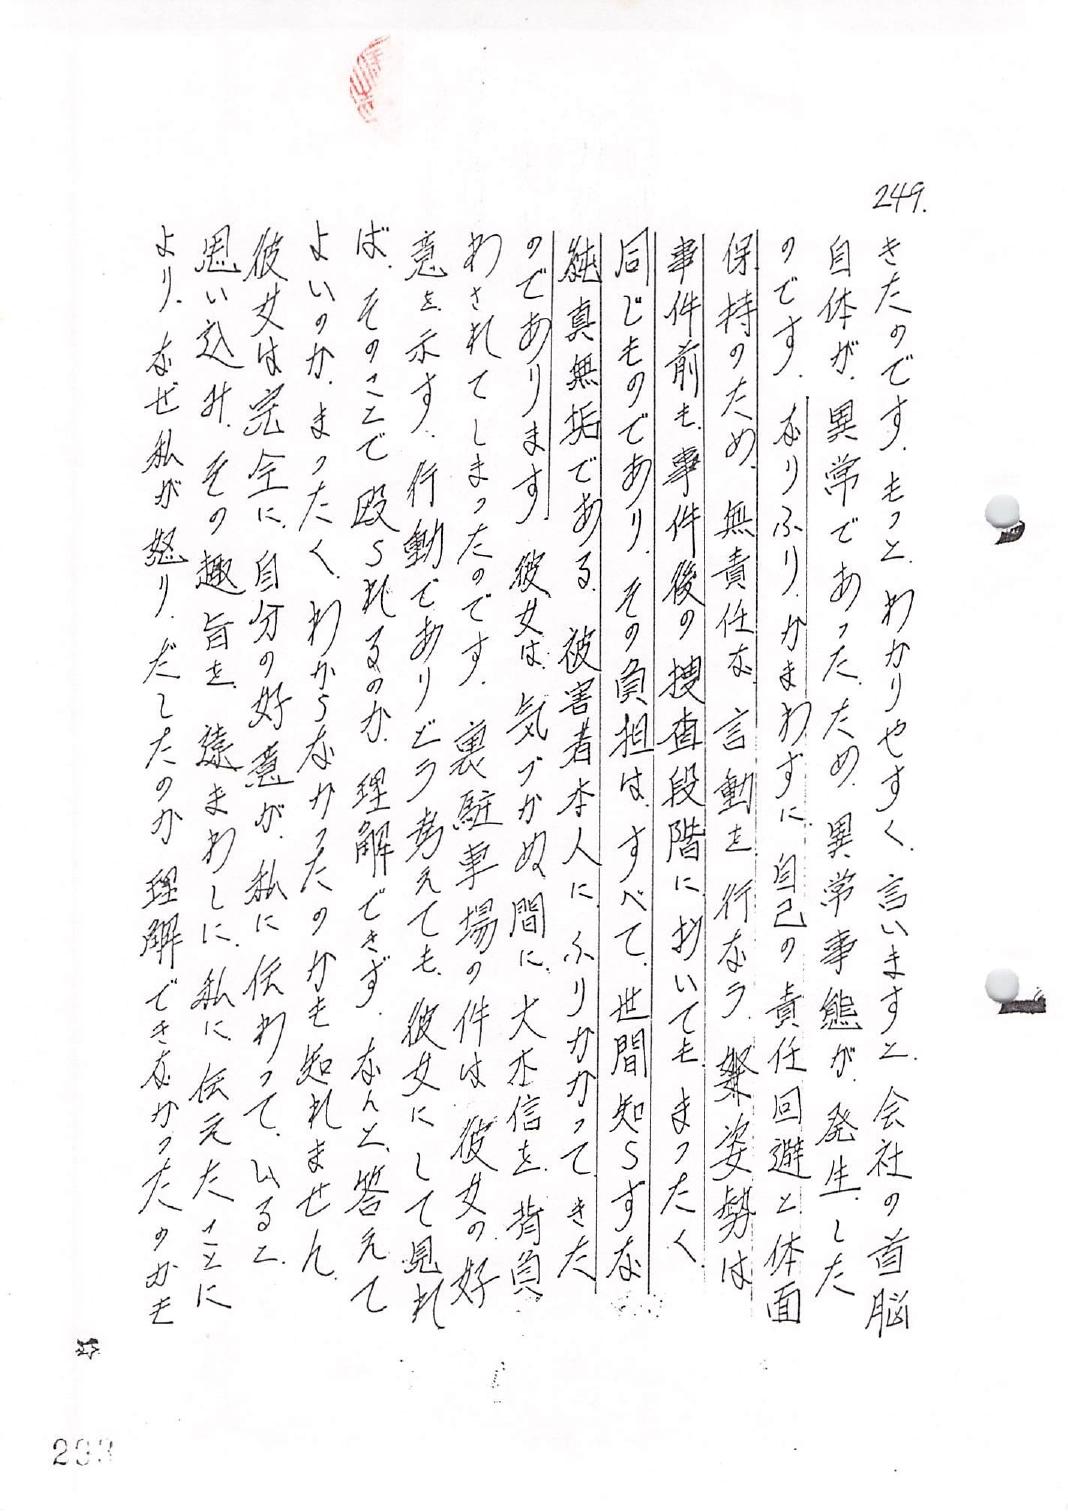 249.
きたのです。もっと、わかりやすく、言いますと、会社の首脳
自体が、異常であった、ため、異常事態が、発生、した
のです。なりふり、かまわずに、自己の責任回避と体面
保持のため、無責任な、言動を、行なう、姿勢は
事件前も、事件後の捜査段階に、おいても、まったく、
同じものであり、その負担は、すべて、世間知らずな
純真無垢である、被害者本人に、ふりかかって、きた
のであります。彼女は、気づかぬ間に、大本信を、背負
わされてしまったのです。裏駐車場の件は、彼女の好
意を、示す、行動でありどう考えても、彼女にして見れ
ば、そのことで殴られるのか、理解できず、なんと、答えて
よいのか、まったく、わからなかったのかも知れません。
彼女は完全に、自分の好意が、私に伝わって、いると、
思い込み、その趣旨を、遠まわしに、私に、伝えたことに
より、なぜ私が怒り、だしたのか理解できなかったのかも